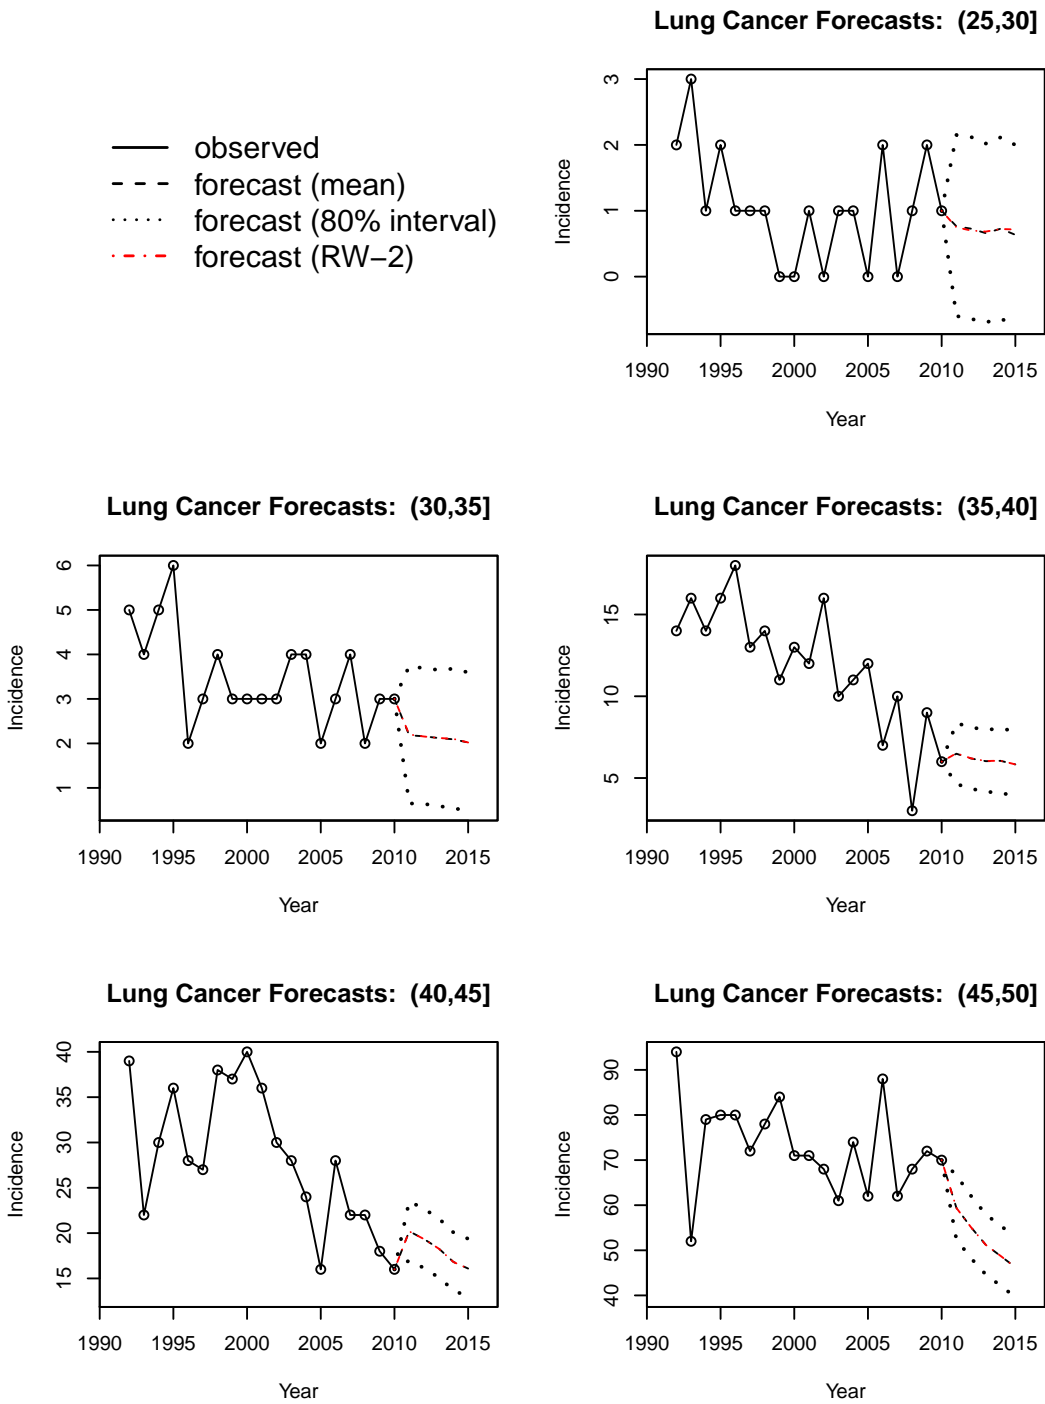 Lung Cancer Forecasts: (25,30]
observed
forecast (mean)
forecast (80% interval)
forecast (RW−2)
Incidence
3
2
1
0
1990 1995 2000 2005 2010 2015
Year
Lung Cancer Forecasts: (30,35]
Incidence
6
5
4
3
2
1
1990 1995 2000 2005 2010 2015
Year
Lung Cancer Forecasts: (35,40]
Incidence
15
10
5
1990 1995 2000 2005 2010 2015
Year
Lung Cancer Forecasts: (40,45]
Incidence
40
35
30
25
20
15
1990 1995 2000 2005 2010 2015
Year
Lung Cancer Forecasts: (45,50]
Incidence
90
80
70
60
50
40
1990 1995 2000 2005 2010 2015
Year